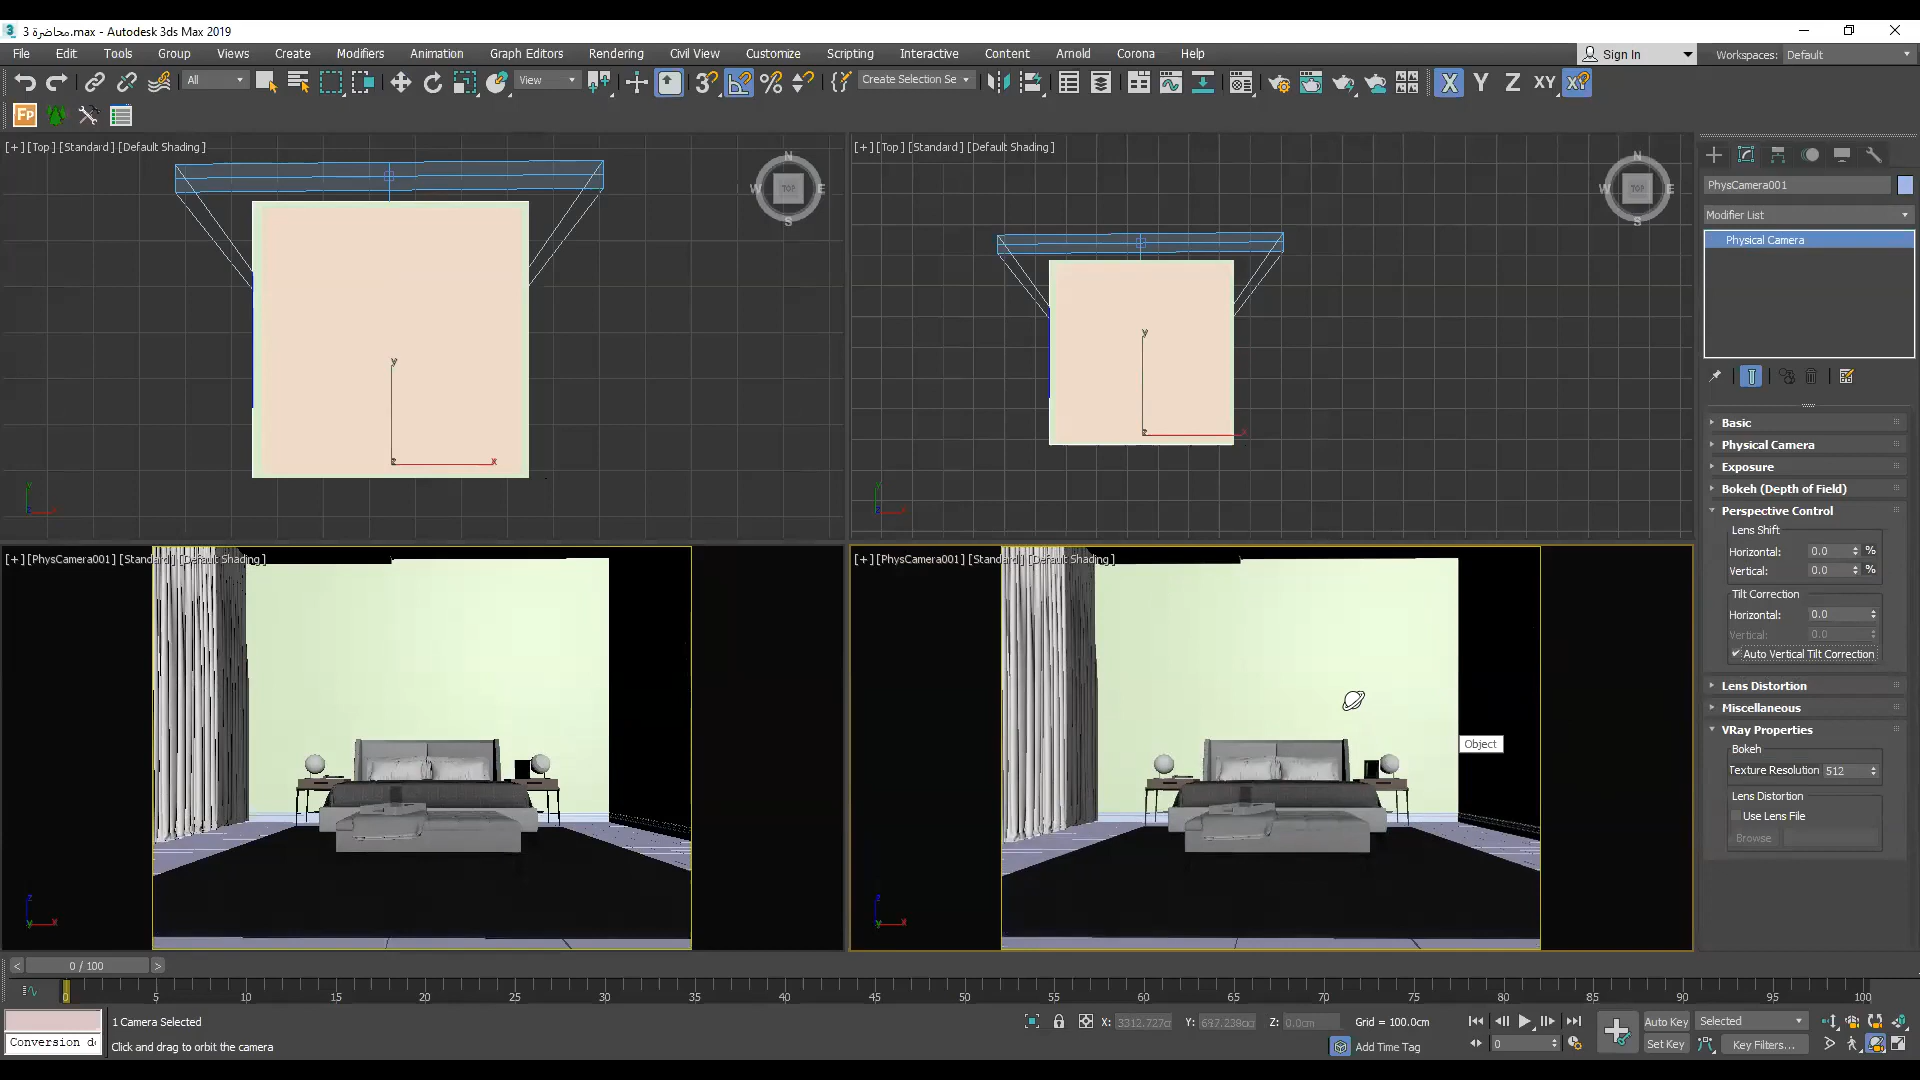 محاضرة 3.max - Autodesk 3ds Max 2019
File Edit Tools Group Views Create Modifiers Animation Graph Editors Rendering Civil View Customize Scripting Interactive Content Arnold Corona Help
Sign In Workspaces: Default
All View Create Selection Se X Y Z XY XY
Fp
[+] [Top] [Standard] [Default Shading]
N W TOP E S
[+] [Top] [Standard] [Default Shading]
N W TOP E S
y
z x
y x
y
z x
y x
[+] [PhysCamera001] [Standard] [Default Shading]
z
y x
[+] [PhysCamera001] [Standard] [Default Shading]
Object
z
y x
PhysCamera001
Modifier List
Physical Camera
Basic
Physical Camera
Exposure
Bokeh (Depth of Field)
Perspective Control
Lens Shift
Horizontal: 0.0 %
Vertical: 0.0 %
Tilt Correction
Horizontal: 0.0
Vertical: 0.0
Auto Vertical Tilt Correction
Lens Distortion
Miscellaneous
VRay Properties
Bokeh
Texture Resolution 512
Lens Distortion
Use Lens File
Browse
< 0 / 100 >
0 5 10 15 20 25 30 35 40 45 50 55 60 65 70 75 80 85 90 95 100
1 Camera Selected
X: Y: Z: 0.0cm Grid = 100.0cm
Auto Key Selected
Conversion
Click and drag to orbit the camera
Add Time Tag
0
Set Key Key Filters...